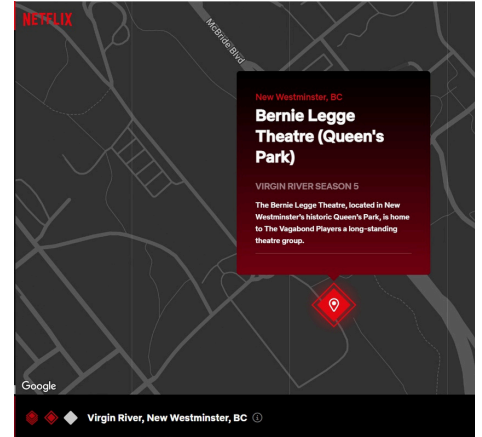 NETFLIX
McBride Blvd
New Westminster, BC
Bernie Legge
Theatre (Queen's
Park)
VIRGIN RIVER SEASON 5
The Bernie Legge Theatre, located in New
Westminster's historic Queen's Park, is home
to The Vagabond Players a long-standing
theatre group.
Google
Virgin River, New Westminster, BC